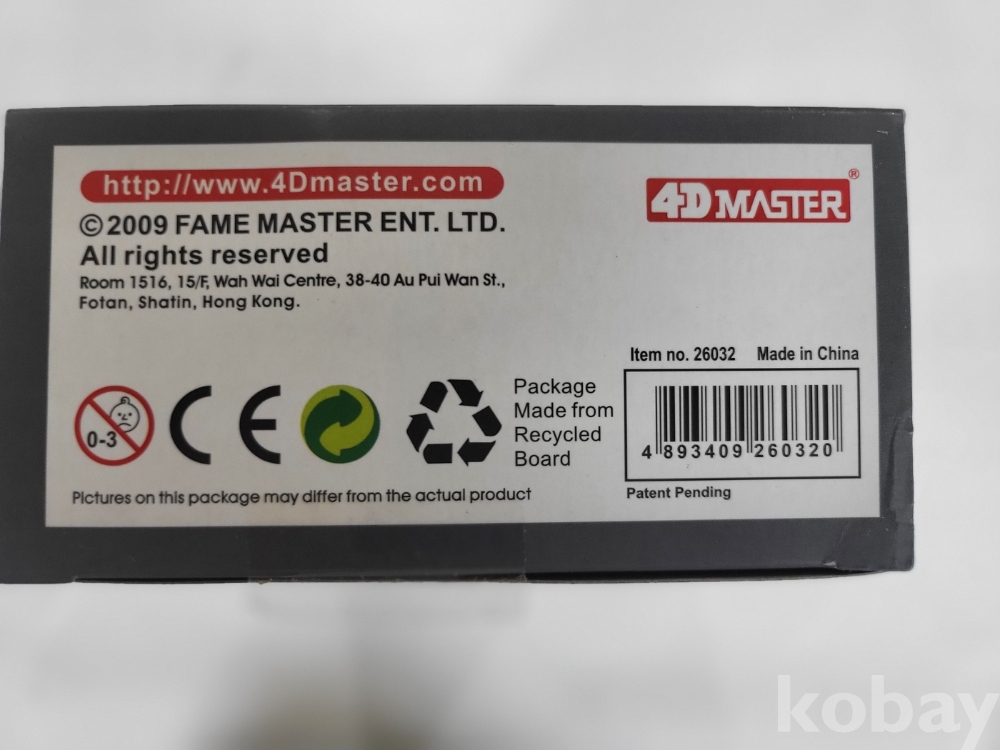 http://www.4Dmaster.com
4D MASTER®
©2009 FAME MASTER ENT. LTD.
All rights reserved
Room 1516, 15/F, Wah Wai Centre, 38-40 Au Pui Wan St.,
Fotan, Shatin, Hong Kong.
Item no. 26032 Made in China
0-3
CE
Package
Made from
Recycled
Board
4 893409 260320
Pictures on this package may differ from the actual product
Patent Pending
kobay